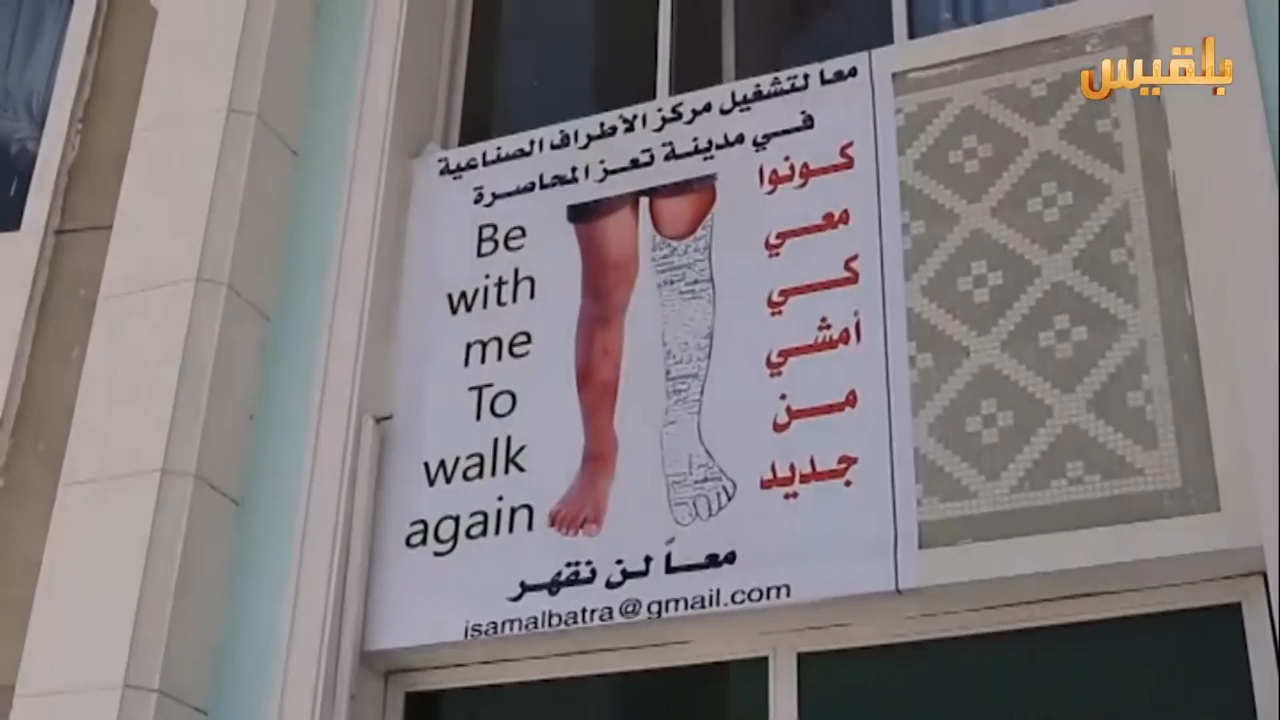 بلقيس
معا لتشغيل مركز الأطراف الصناعية
في مدينة تعز المحاصرة
كونوا
معي
كي
أمشي
من
جديد
Be
with
me
To
walk
again
معاً لن نقهر
isamalbatra@gmail.com